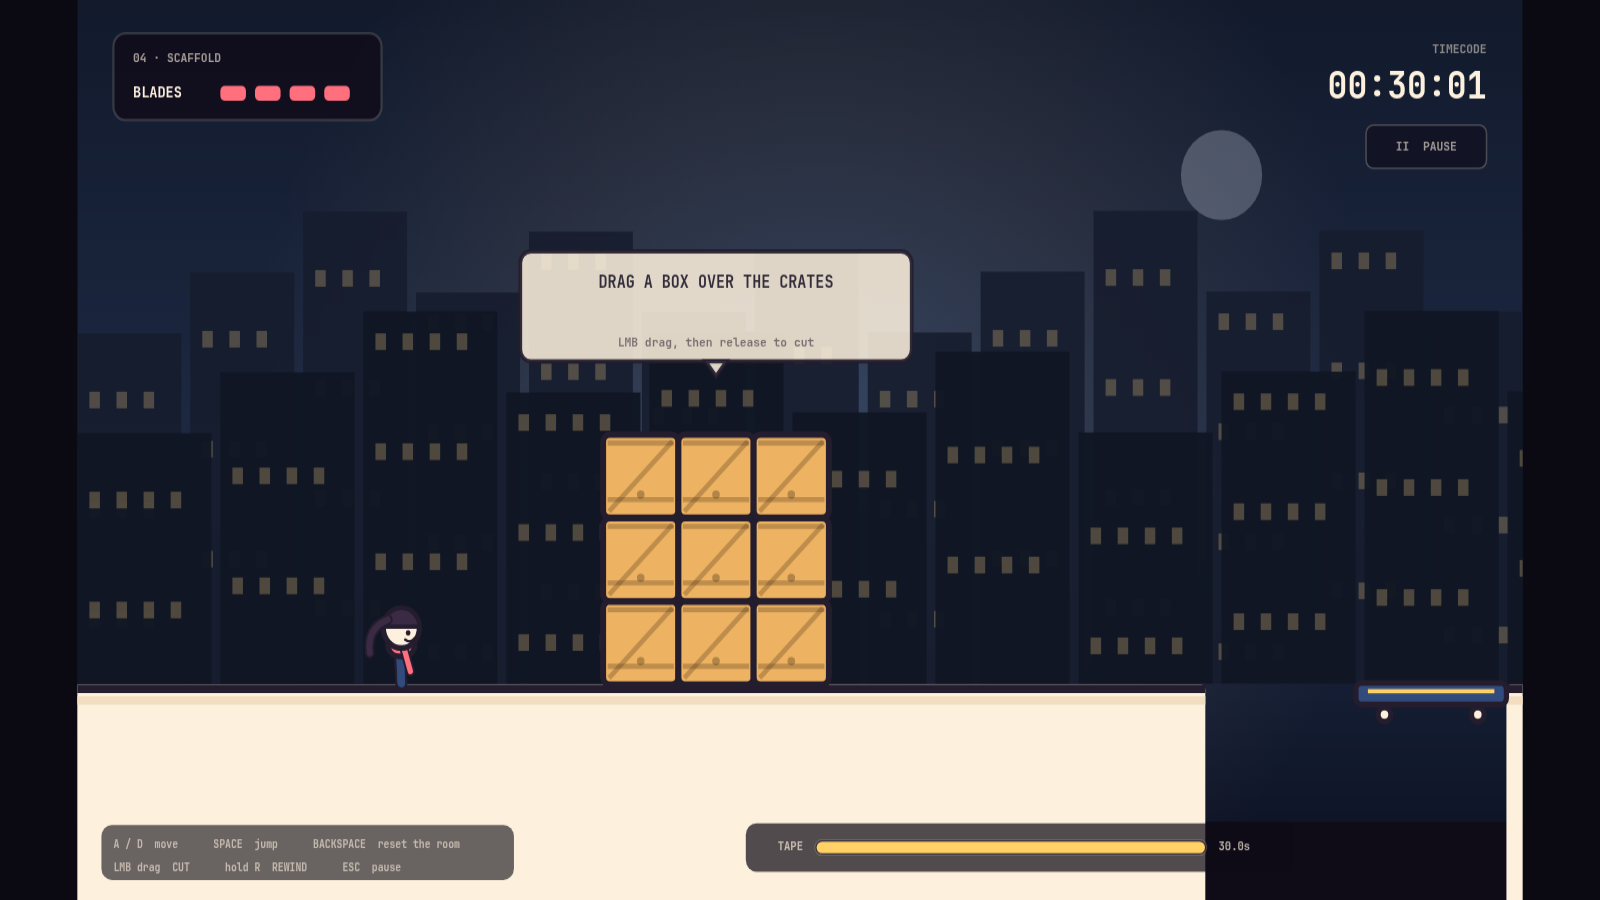 04 · SCAFFOLD
BLADES
TIMECODE
00:30:01
II PAUSE
DRAG A BOX OVER THE CRATES
LMB drag, then release to cut
A / D move SPACE jump BACKSPACE reset the room
LMB drag CUT hold R REWIND ESC pause
TAPE 30.0s